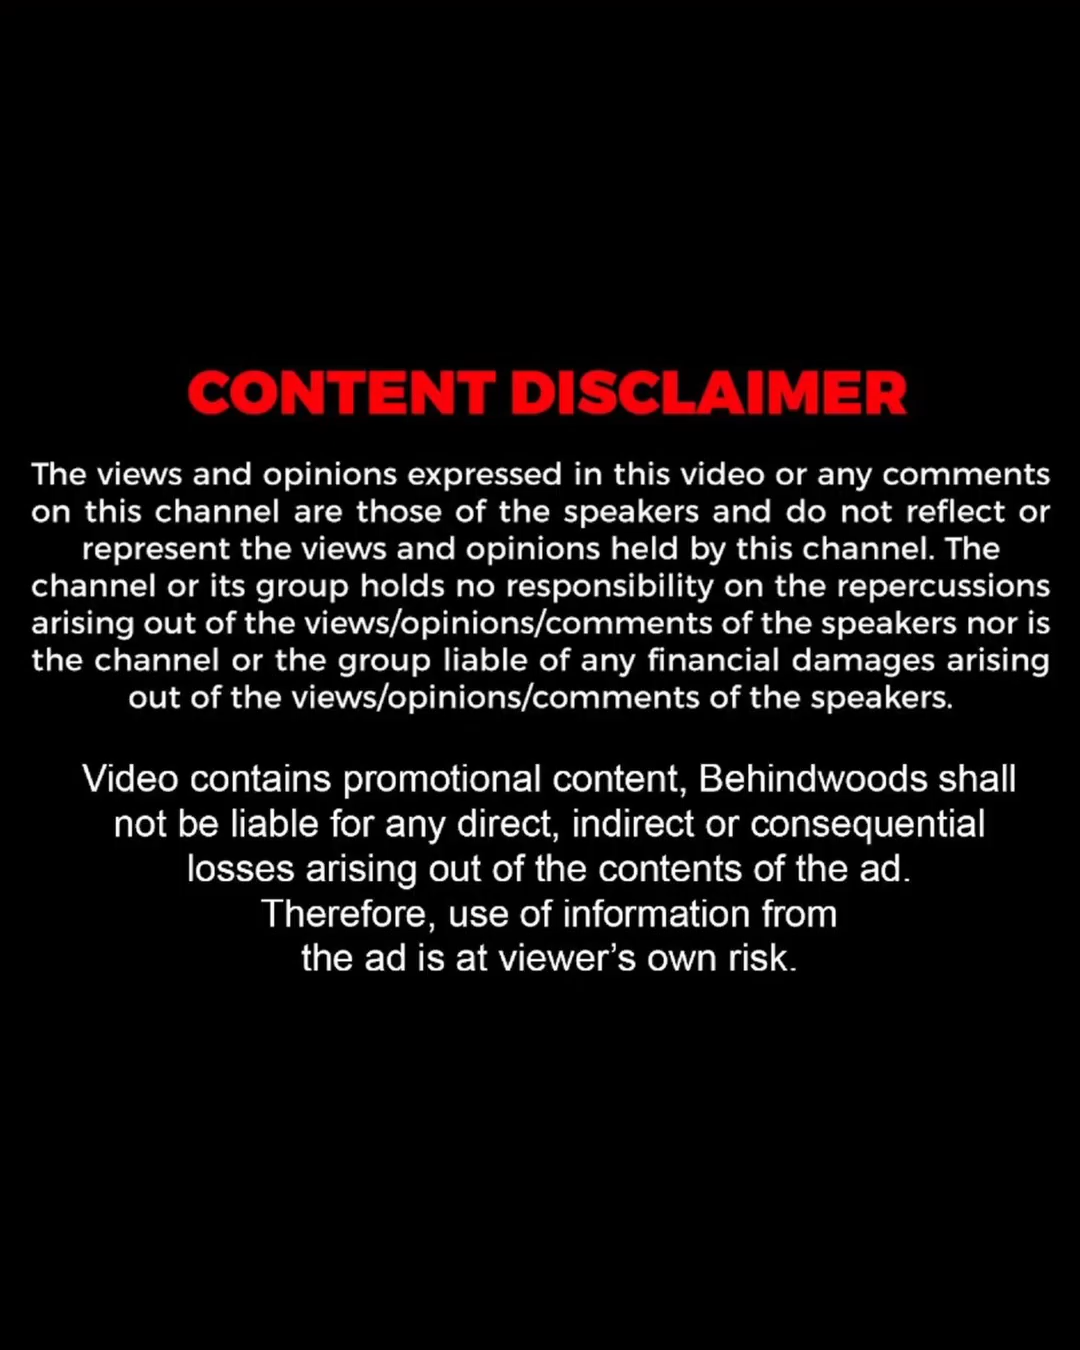 CONTENT DISCLAIMER
The views and opinions expressed in this video or any comments
on this channel are those of the speakers and do not reflect or
represent the views and opinions held by this channel. The
channel or its group holds no responsibility on the repercussions
arising out of the views/opinions/comments of the speakers nor is
the channel or the group liable of any financial damages arising
out of the views/opinions/comments of the speakers.
Video contains promotional content, Behindwoods shall
not be liable for any direct, indirect or consequential
losses arising out of the contents of the ad.
Therefore, use of information from
the ad is at viewer’s own risk.